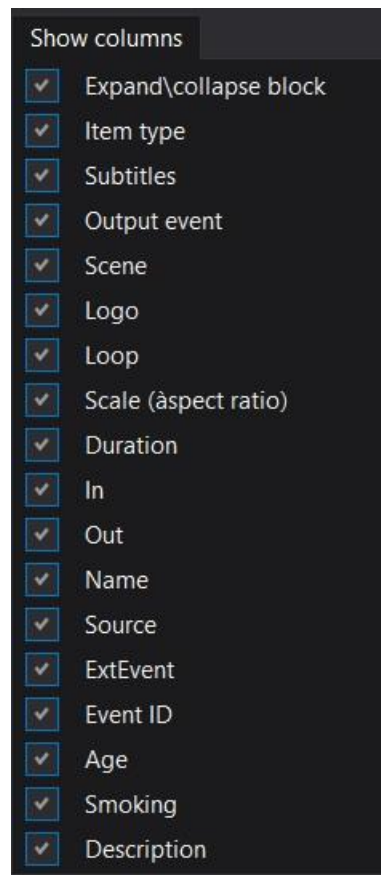 Show columns
Expand\collapse block
Item type
Subtitles
Output event
Scene
Logo
Loop
Scale (àspect ratio)
Duration
In
Out
Name
Source
ExtEvent
Event ID
Age
Smoking
Description